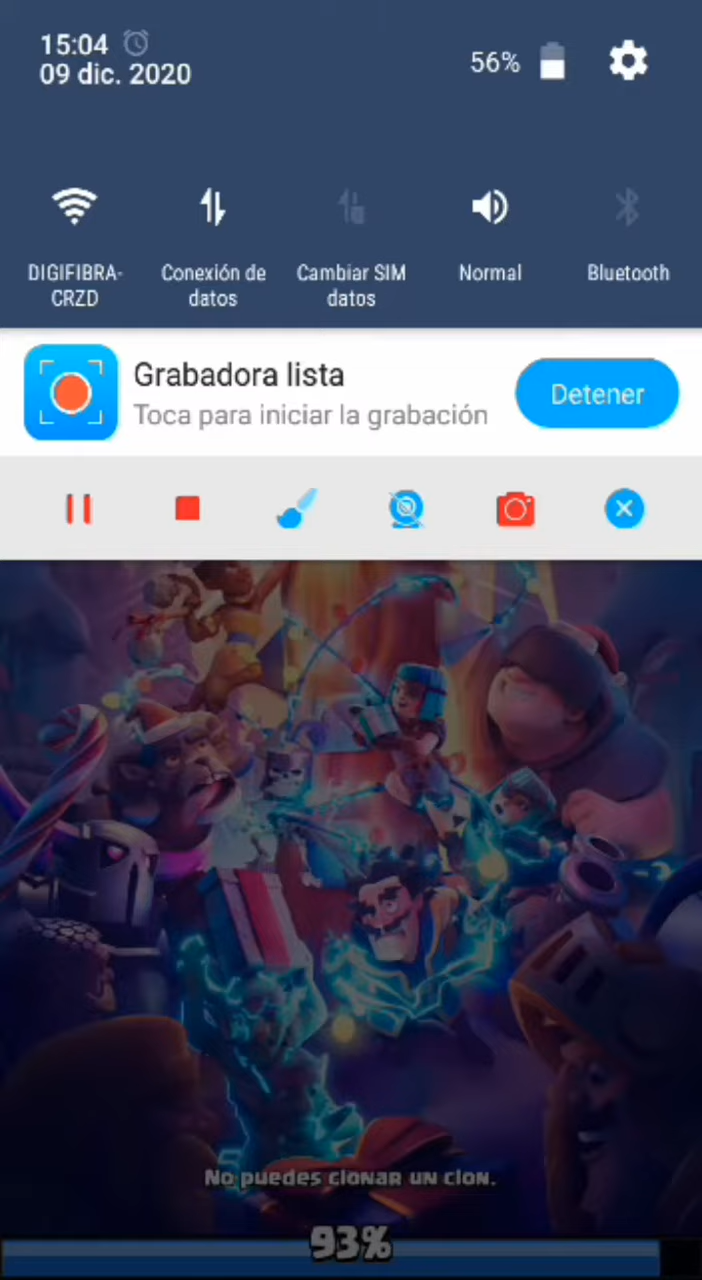 15:04
09 dic. 2020
56%
DIGIFIBRA-
CRZD
Conexión de
datos
Cambiar SIM
datos
Normal
Bluetooth
Grabadora lista
Toca para iniciar la grabación
Detener
No puedes clonar un clon.
93%